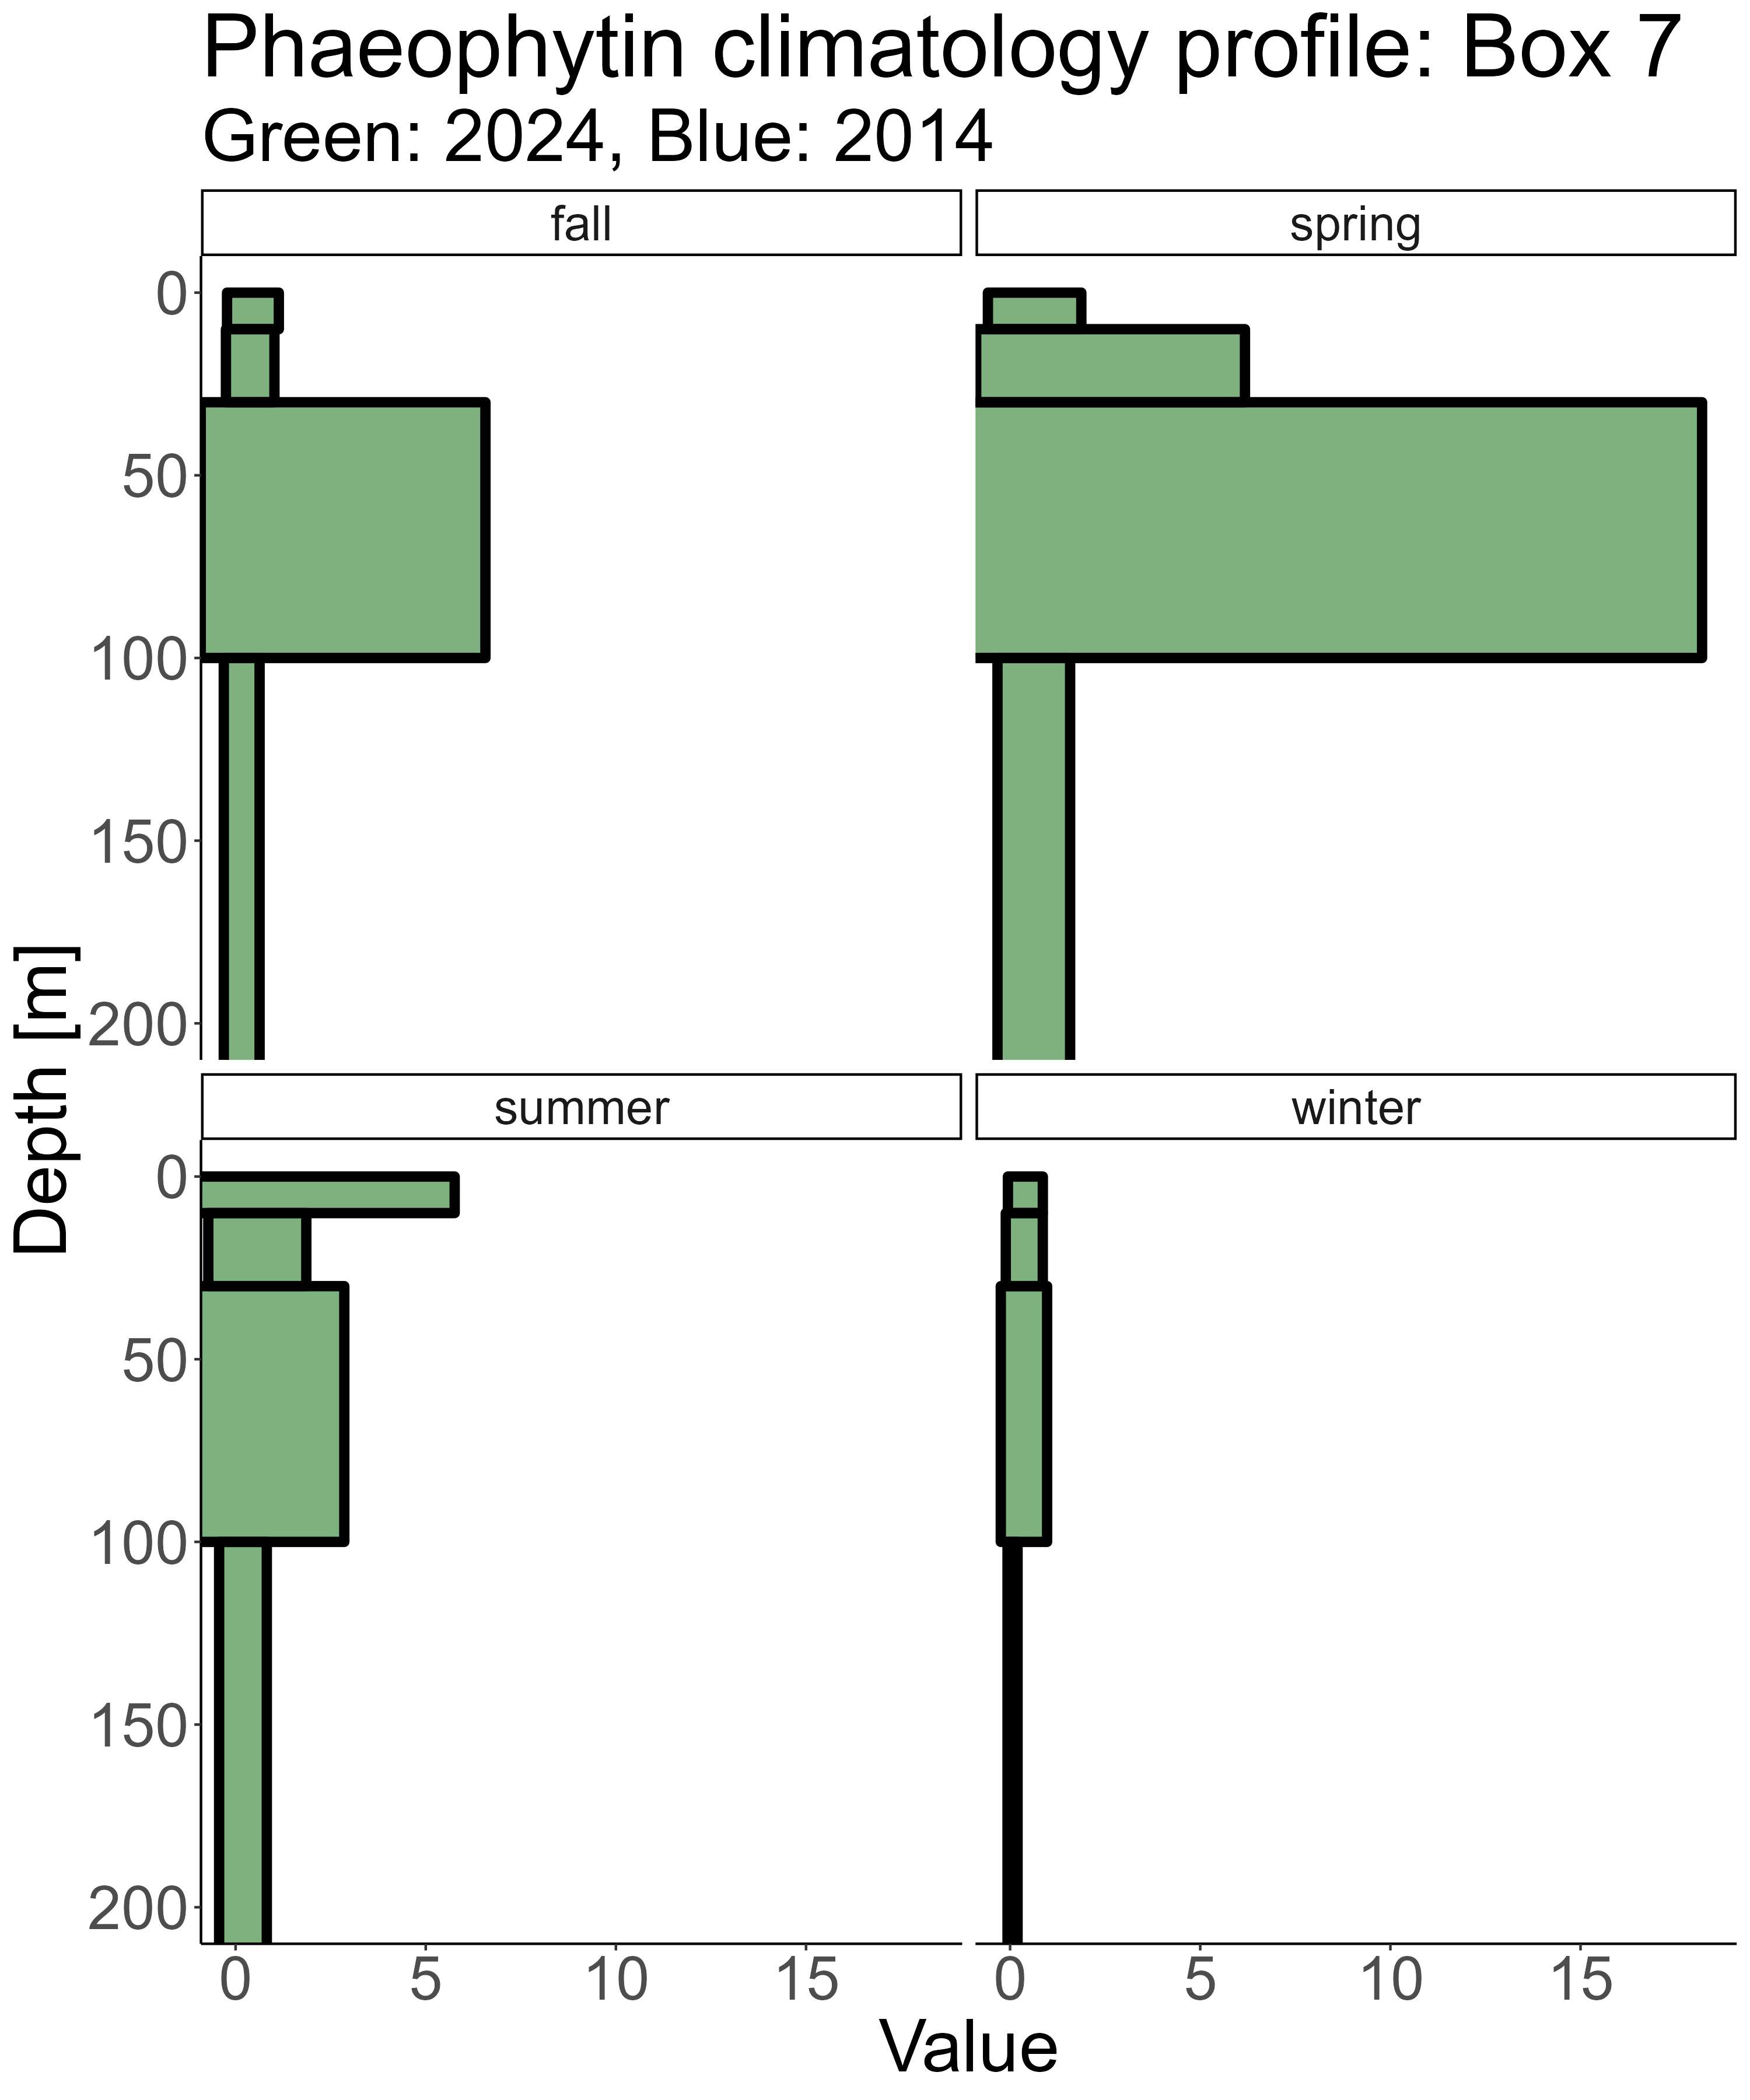 Phaeophytin climatology profile: Box 7
Green: 2024, Blue: 2014
fall
spring
0
50
100
150
200
Depth [m]
summer
winter
0
50
100
150
200
0
5
10
15
0
5
10
15
Value